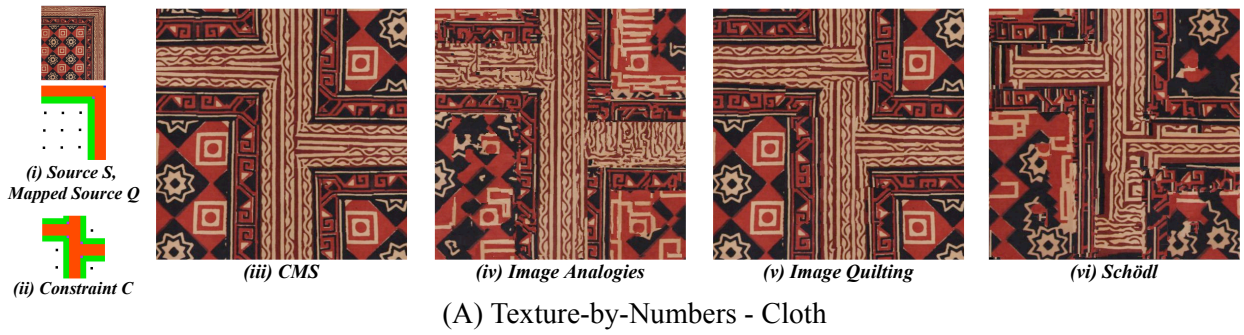 (i) Source S,
Mapped Source Q
(ii) Constraint C
(iii) CMS
(iv) Image Analogies
(v) Image Quilting
(vi) Schödl
(A) Texture-by-Numbers - Cloth